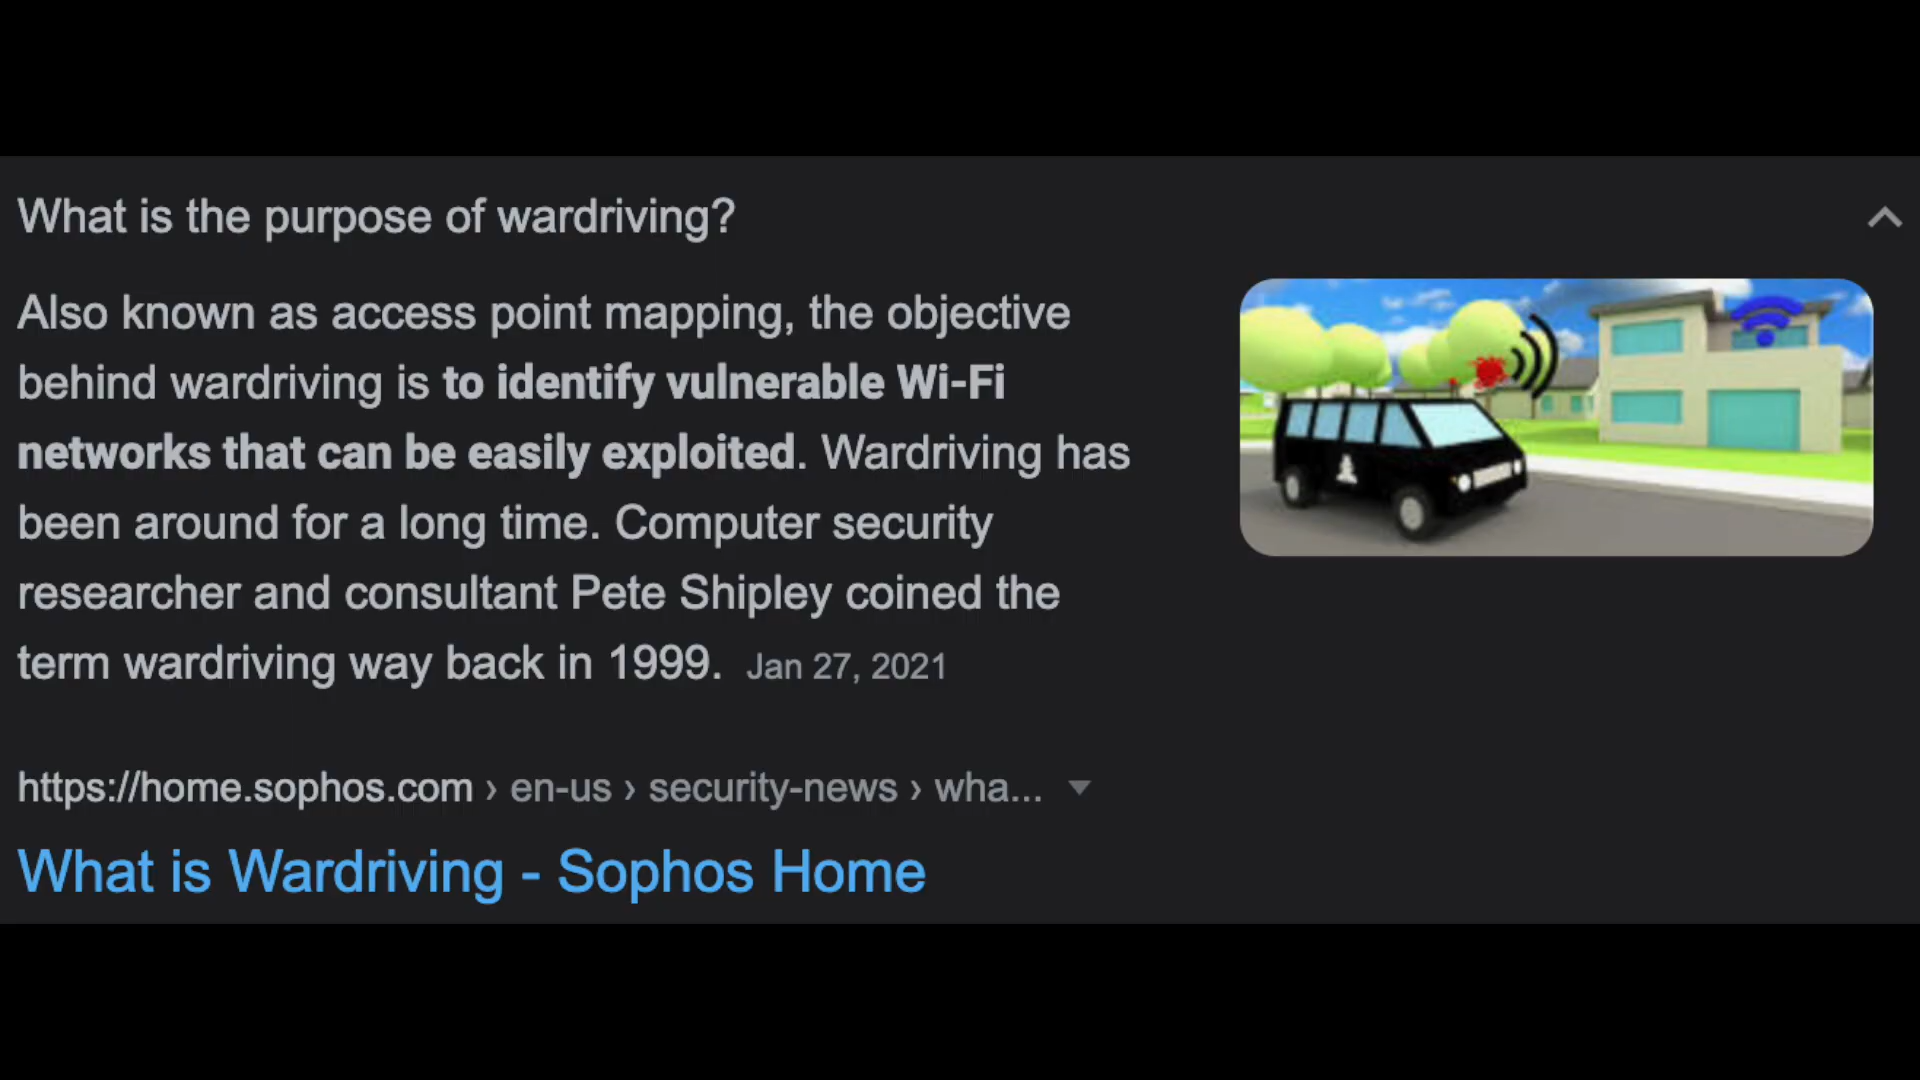 What is the purpose of wardriving?
Also known as access point mapping, the objective
behind wardriving is to identify vulnerable Wi-Fi
networks that can be easily exploited. Wardriving has
been around for a long time. Computer security
researcher and consultant Pete Shipley coined the
term wardriving way back in 1999. Jan 27, 2021
https://home.sophos.com › en-us › security-news › wha...
What is Wardriving - Sophos Home